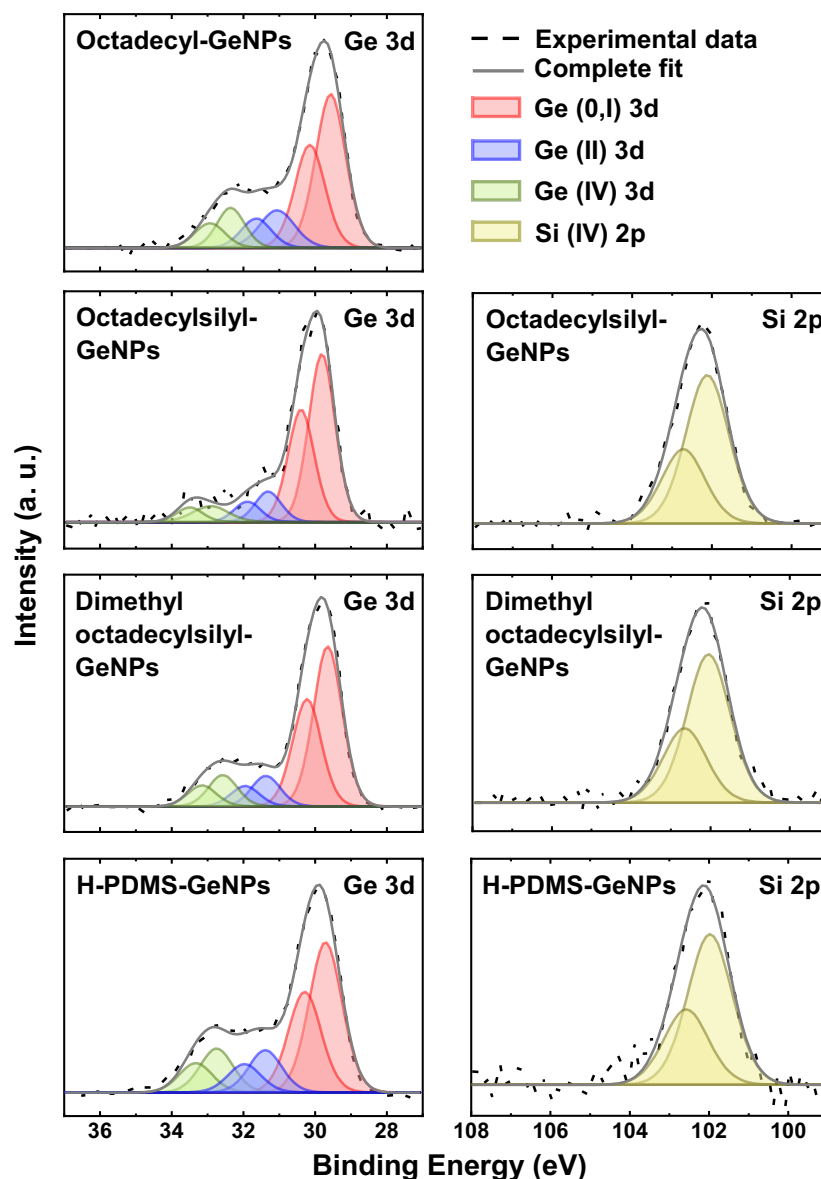 Octadecyl-GeNPs
Ge 3d
Experimental data
Complete fit
Ge (0,I) 3d
Ge (II) 3d
Ge (IV) 3d
Si (IV) 2p
Octadecylsilyl-
GeNPs
Ge 3d
Octadecylsilyl-
GeNPs
Si 2p
Intensity (a. u.)
Dimethyl
octadecylsilyl-
GeNPs
Ge 3d
Dimethyl
octadecylsilyl-
GeNPs
Si 2p
H-PDMS-GeNPs
Ge 3d
H-PDMS-GeNPs
Si 2p
36 34 32 30 28
108 106 104 102 100
Binding Energy (eV)